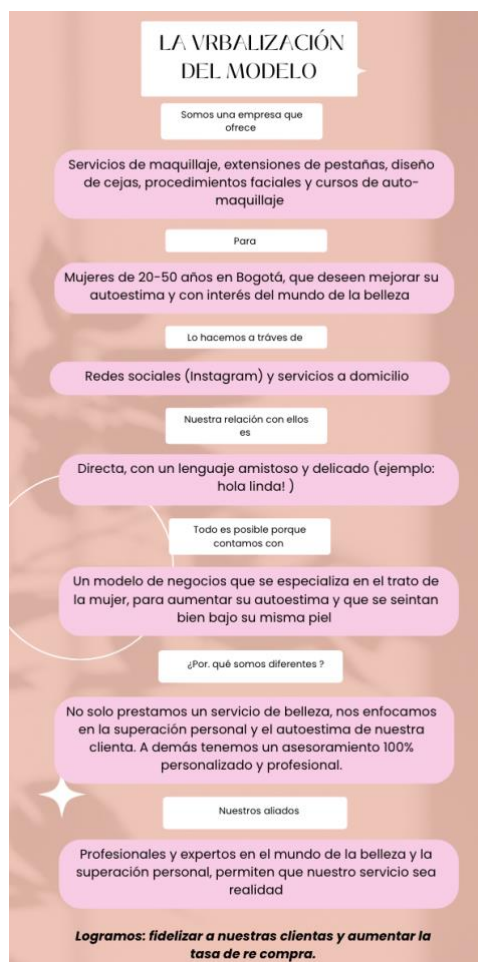 LA VRBALIZACIÓN
DEL MODELO
Somos una empresa que
ofrece
Servicios de maquillaje, extensiones de pestañas, diseño
de cejas, procedimientos faciales y cursos de auto-
maquillaje
Para
Mujeres de 20-50 años en Bogotá, que deseen mejorar su
autoestima y con interés del mundo de la belleza
Lo hacemos a tráves de
Redes sociales (Instagram) y servicios a domicilio
Nuestra relación con ellos
es
Directa, con un lenguaje amistoso y delicado (ejemplo:
hola linda! )
Todo es posible porque
contamos con
Un modelo de negocios que se especializa en el trato de
la mujer, para aumentar su autoestima y que se seintan
bien bajo su misma piel
¿Por. qué somos diferentes ?
No solo prestamos un servicio de belleza, nos enfocamos
en la superación personal y el autoestima de nuestra
clienta. A demás tenemos un asesoramiento 100%
personalizado y profesional.
Nuestros aliados
Profesionales y expertos en el mundo de la belleza y la
superación personal, permiten que nuestro servicio sea
realidad
Logramos: fidelizar a nuestras clientas y aumentar la
tasa de re compra.